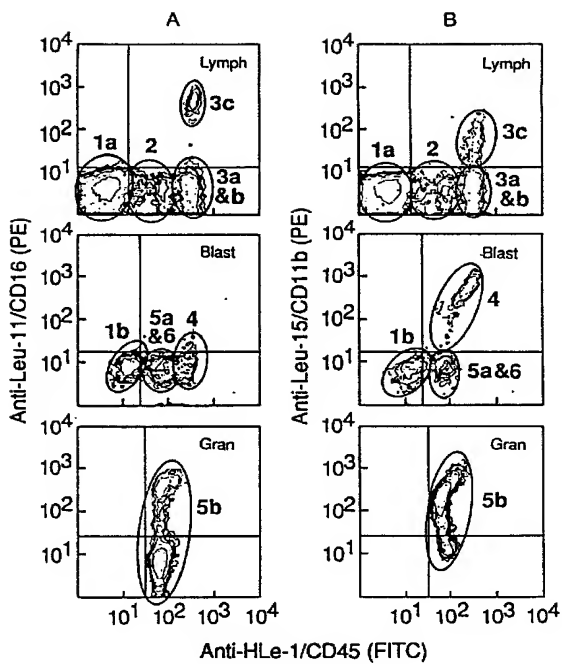 A
B
Anti-Leu-11/CD16 (PE)
10⁴
10³
10²
10¹
Lymph
1a
2
3c
3a
&b
10⁴
10³
10²
10¹
Blast
1b
5a
&6
4
10³
10²
10¹
Gran
5b
10¹ 10² 10³ 10⁴
Anti-Leu-15/CD11b (PE)
10⁴
10³
10²
10¹
Lymph
1a
2
3c
3a
&b
10⁴
10³
10²
10¹
Blast
1b
4
5a&6
10⁴
10³
10²
10¹
Gran
5b
10¹ 10² 10³ 10⁴
Anti-HLe-1/CD45 (FITC)